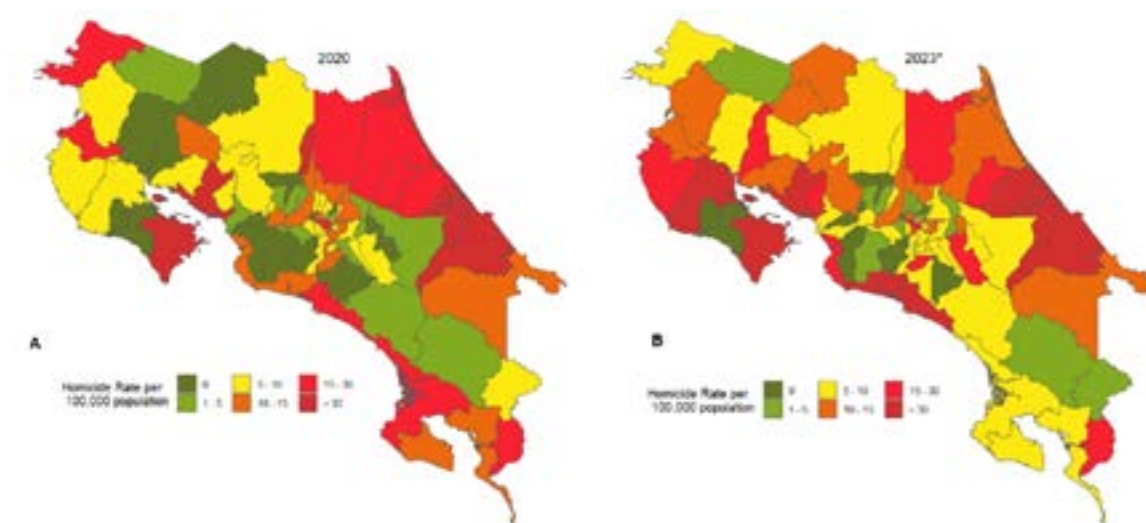 2020
A
Homicide Rate per
100,000 population
0
5 - 10
15 - 30
1 - 5
10 - 15
> 30
2023*
B
Homicide Rate per
100,000 population
0
5 - 10
15 - 30
1 - 5
10 - 15
> 30